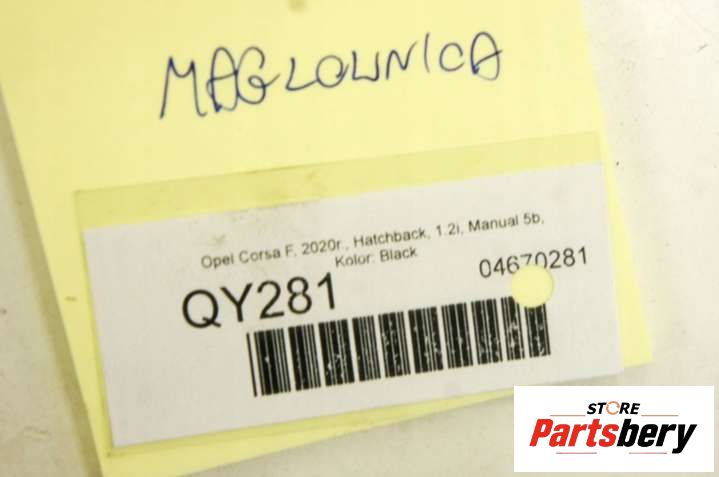 MAGLOWNICA
Opel Corsa F, 2020r., Hatchback, 1.2i, Manual 5b,
Kolor: Black
QY281
04670281
STORE
Partsbery